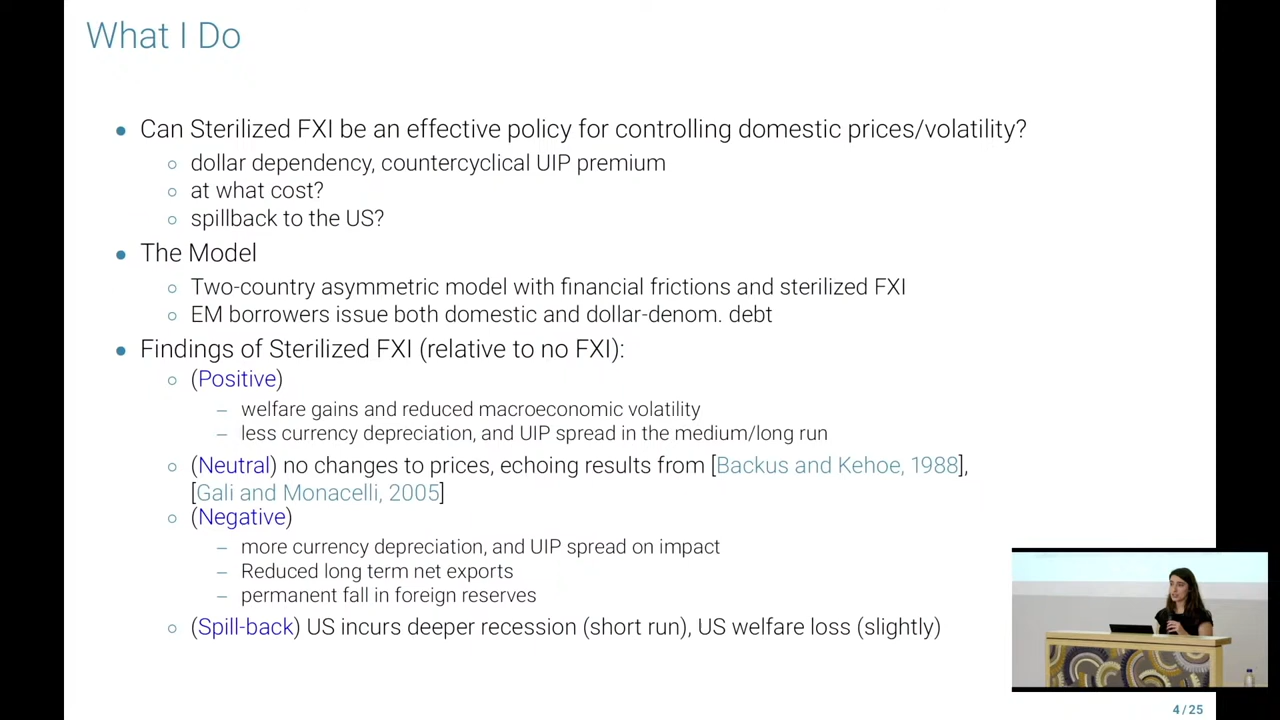 What I Do
• Can Sterilized FXI be an effective policy for controlling domestic prices/volatility?
◦ dollar dependency, countercyclical UIP premium
◦ at what cost?
◦ spillback to the US?
• The Model
◦ Two-country asymmetric model with financial frictions and sterilized FXI
◦ EM borrowers issue both domestic and dollar-denom. debt
• Findings of Sterilized FXI (relative to no FXI):
◦ (Positive)
– welfare gains and reduced macroeconomic volatility
– less currency depreciation, and UIP spread in the medium/long run
◦ (Neutral) no changes to prices, echoing results from [Backus and Kehoe, 1988],
[Gali and Monacelli, 2005]
◦ (Negative)
– more currency depreciation, and UIP spread on impact
– Reduced long term net exports
– permanent fall in foreign reserves
◦ (Spill-back) US incurs deeper recession (short run), US welfare loss (slightly)
4 / 25